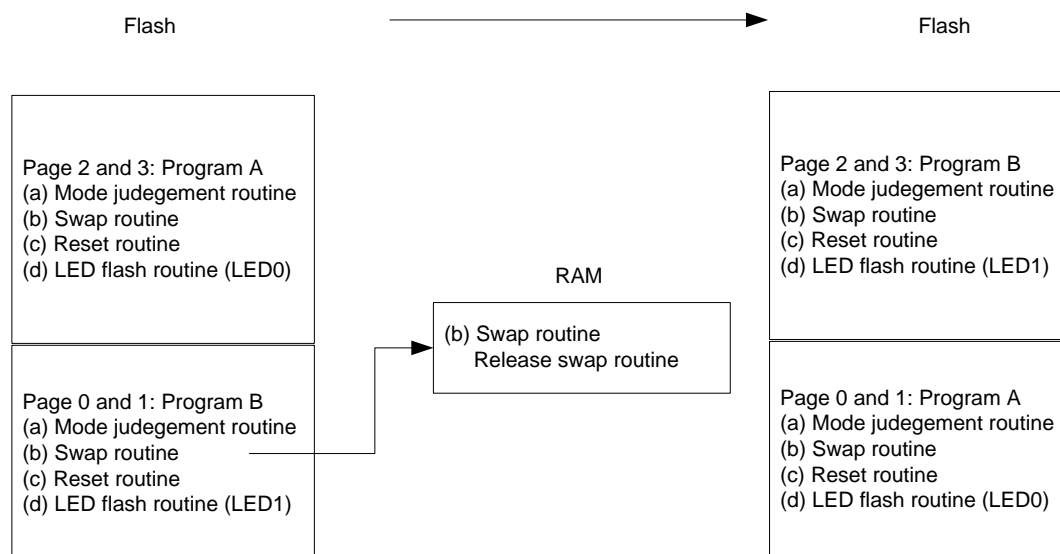 Flash
Flash
Page 2 and 3: Program A
(a) Mode judegement routine
(b) Swap routine
(c) Reset routine
(d) LED flash routine (LED0)
Page 0 and 1: Program B
(a) Mode judegement routine
(b) Swap routine
(c) Reset routine
(d) LED flash routine (LED1)
RAM
(b) Swap routine
Release swap routine
Page 2 and 3: Program B
(a) Mode judegement routine
(b) Swap routine
(c) Reset routine
(d) LED flash routine (LED1)
Page 0 and 1: Program A
(a) Mode judegement routine
(b) Swap routine
(c) Reset routine
(d) LED flash routine (LED0)